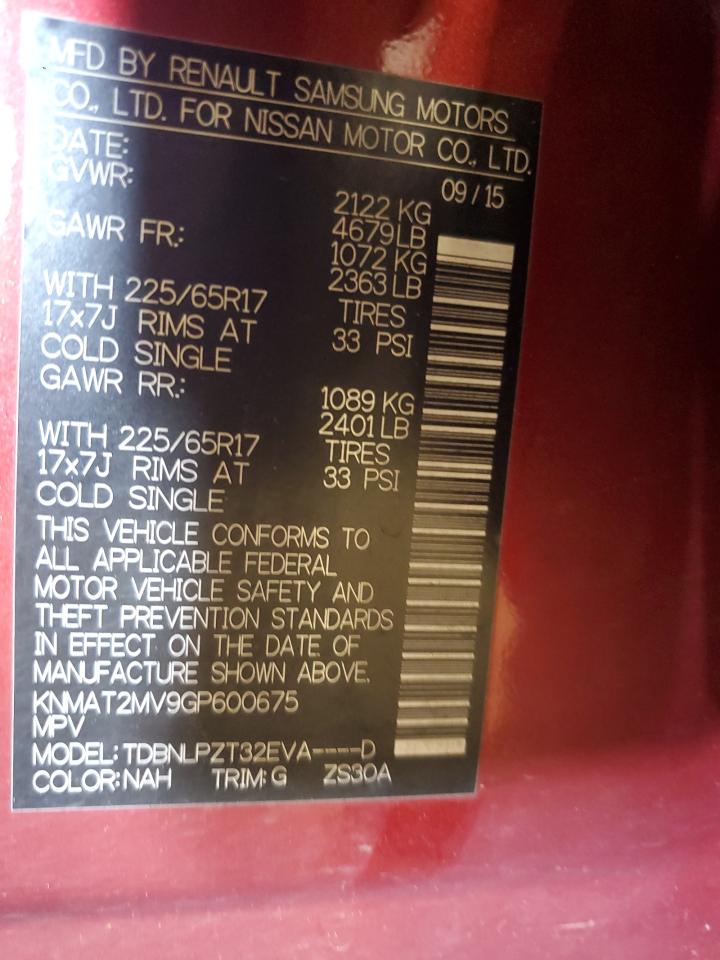 MFD BY RENAULT SAMSUNG MOTORS
CO., LTD. FOR NISSAN MOTOR CO., LTD.
DATE: 09/15
GVWR: 2122 KG
4679LB
GAWR FR.: 1072 KG
2363LB
WITH 225/65R17 TIRES
17x7J RIMS AT 33 PSI
COLD SINGLE
GAWR RR.: 1089 KG
2401LB
WITH 225/65R17 TIRES
17x7J RIMS AT 33 PSI
COLD SINGLE
THIS VEHICLE CONFORMS TO
ALL APPLICABLE FEDERAL
MOTOR VEHICLE SAFETY AND
THEFT PREVENTION STANDARDS
IN EFFECT ON THE DATE OF
MANUFACTURE SHOWN ABOVE.
KNMAT2MV9GP600675
MPV
MODEL:TDBNLPZT32EVA----D
COLOR:NAH TRIM:G ZS30A